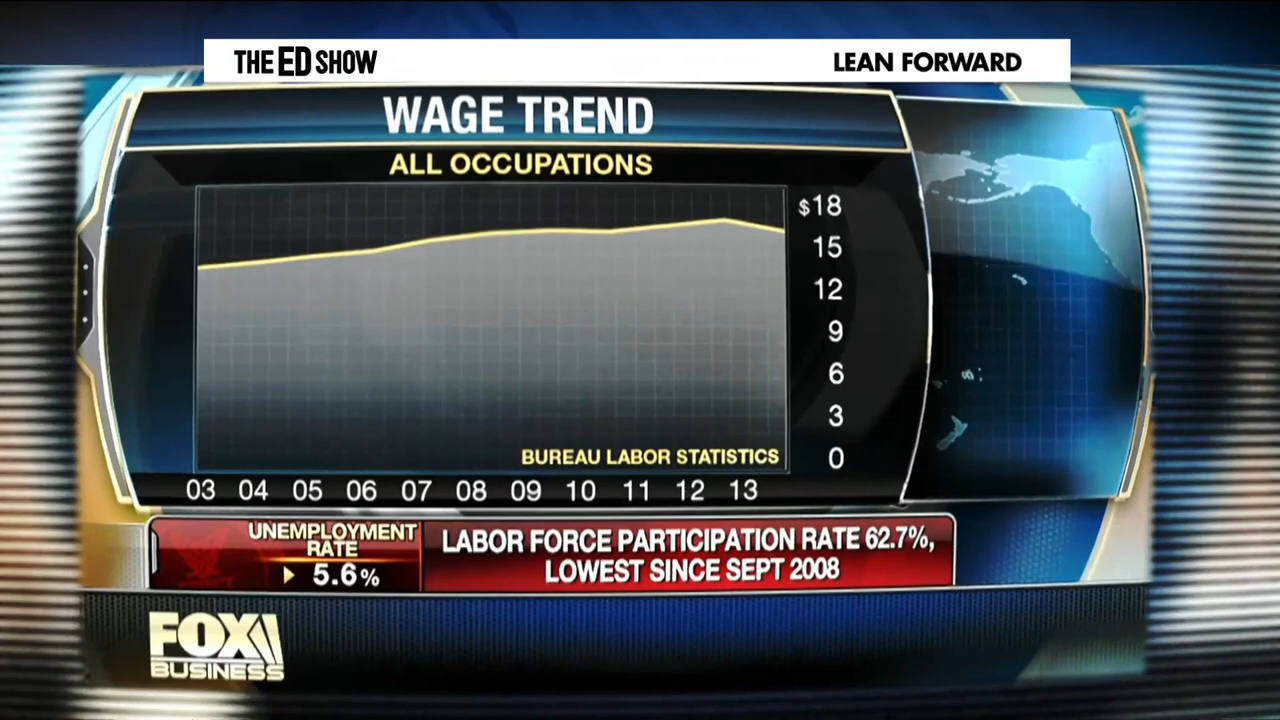 THE ED SHOW
LEAN FORWARD
WAGE TREND
ALL OCCUPATIONS
$18
15
12
9
6
3
0
BUREAU LABOR STATISTICS
03 04 05 06 07 08 09 10 11 12 13
UNEMPLOYMENT
RATE
5.6%
LABOR FORCE PARTICIPATION RATE 62.7%,
LOWEST SINCE SEPT 2008
FOX
BUSINESS